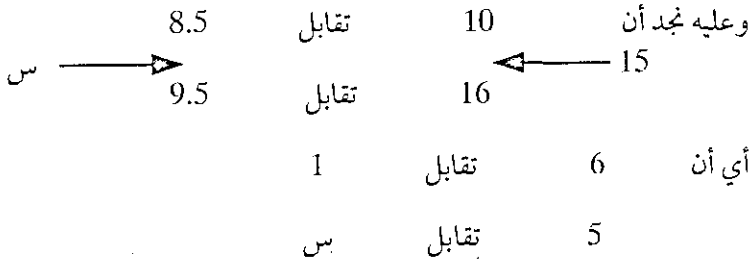 وعليه نجد أن 10 تقابل 8.5
15 س
16 تقابل 9.5
أي أن 6 تقابل 1
5 تقابل س